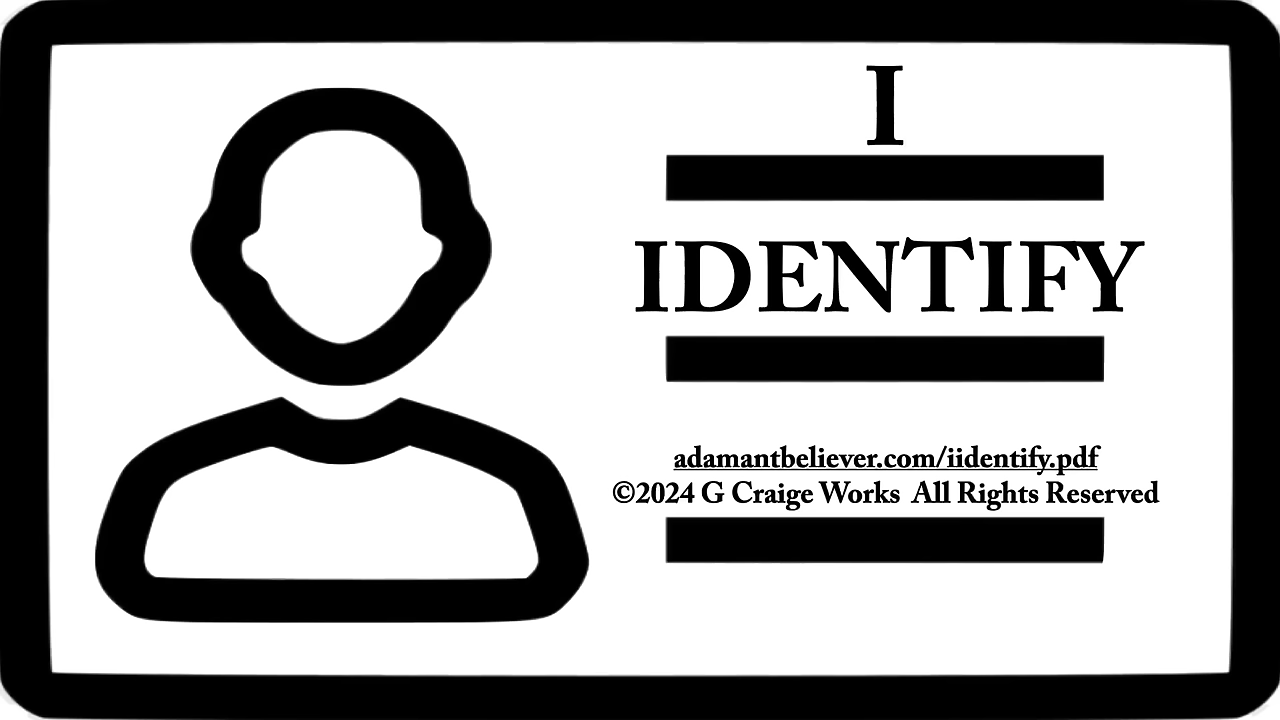 I
IDENTIFY
adamantbeliever.com/iidentify.pdf
©2024 G Craige Works  All Rights Reserved